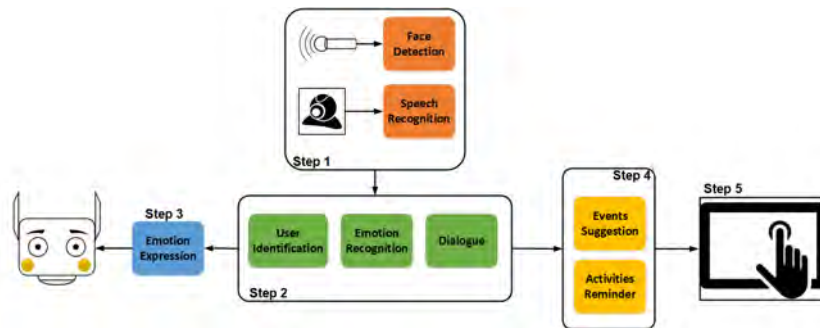 Face
Detection
Speech
Recognition
Step 1
Step 3
Emotion
Expression
User
Identification
Emotion
Recognition
Dialogue
Step 2
Step 4
Events
Suggestion
Activities
Reminder
Step 5